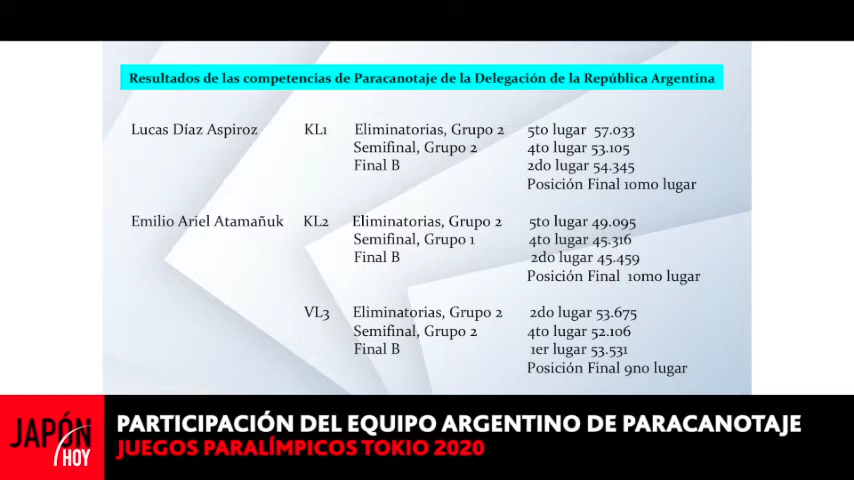 Resultados de las competencias de Paracanotaje de la Delegación de la República Argentina
Lucas Díaz Aspiroz KL1 Eliminatorias, Grupo 2 5to lugar 57.033
Semifinal, Grupo 2 4to lugar 53.105
Final B 2do lugar 54.345
Posición Final 10mo lugar
Emilio Ariel Atamañuk KL2 Eliminatorias, Grupo 2 5to lugar 49.095
Semifinal, Grupo 1 4to lugar 45.316
Final B 2do lugar 45.459
Posición Final 10mo lugar
VL3 Eliminatorias, Grupo 2 2do lugar 53.675
Semifinal, Grupo 2 4to lugar 52.106
Final B 1er lugar 53.531
Posición Final 9no lugar
JAPÓN
HOY
PARTICIPACIÓN DEL EQUIPO ARGENTINO DE PARACANOTAJE
JUEGOS PARALÍMPICOS TOKIO 2020